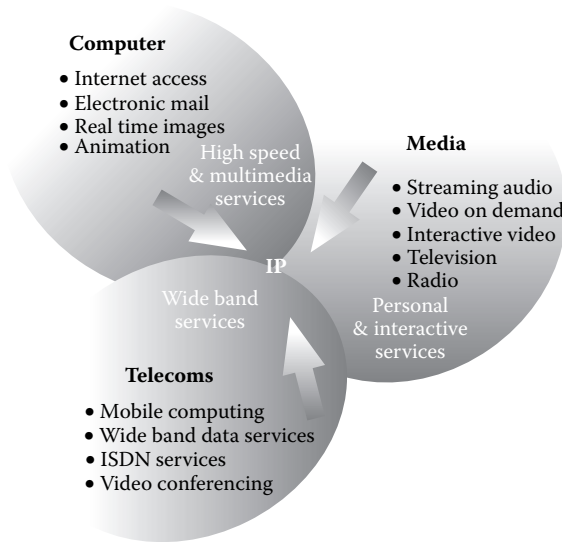 Computer
• Internet access
• Electronic mail
• Real time images
• Animation
High speed
& multimedia
services
Media
• Streaming audio
• Video on demand
• Interactive video
• Television
• Radio
Personal
& interactive
services
IP
Wide band
services
Telecoms
• Mobile computing
• Wide band data services
• ISDN services
• Video conferencing